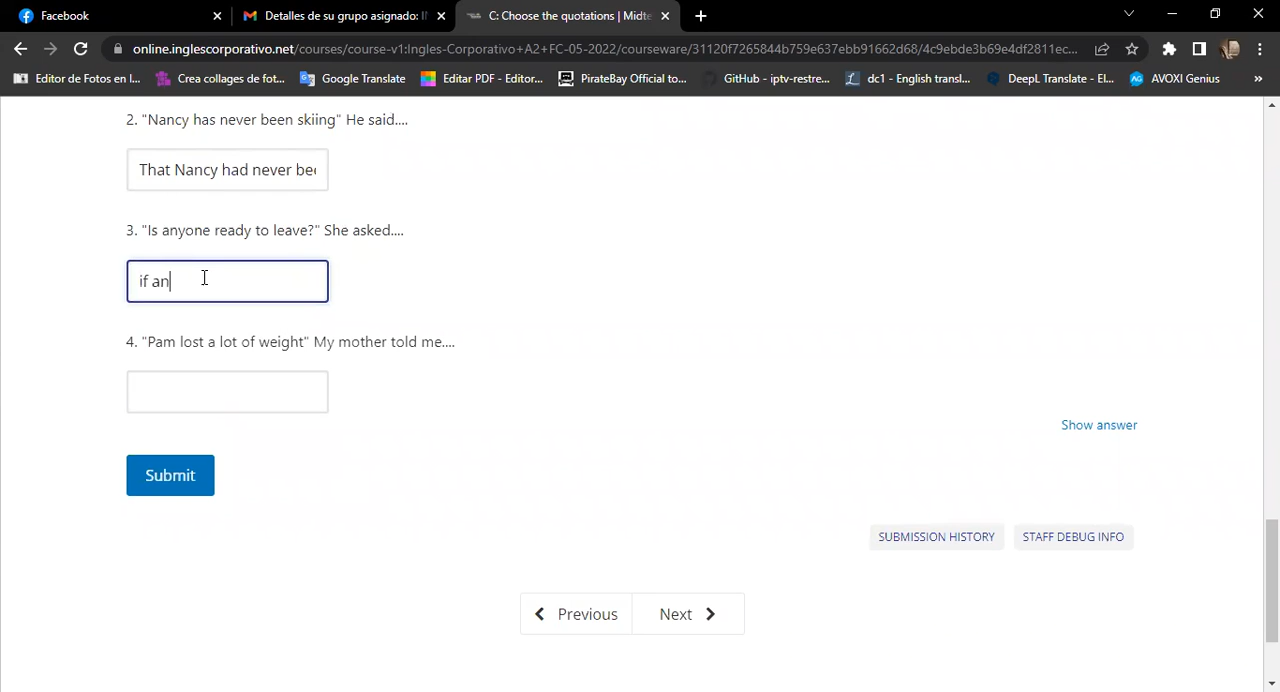 Facebook
Detalles de su grupo asignado: I
C: Choose the quotations | Midte
online.inglescorporativo.net/courses/course-v1:Ingles-Corporativo+A2+FC-05-2022/courseware/31120f7265844b759e637ebb91662d68/4c9ebde3b69e4df2811ec...
Editor de Fotos en l... Crea collages de fot... Google Translate Editar PDF - Editor... PirateBay Official to... GitHub - iptv-restre... dc1 - English transl... DeepL Translate - El... AVOXI Genius »
2. "Nancy has never been skiing" He said....
That Nancy had never bee
3. "Is anyone ready to leave?" She asked....
if an
4. "Pam lost a lot of weight" My mother told me....
Show answer
Submit
SUBMISSION HISTORY STAFF DEBUG INFO
Previous Next